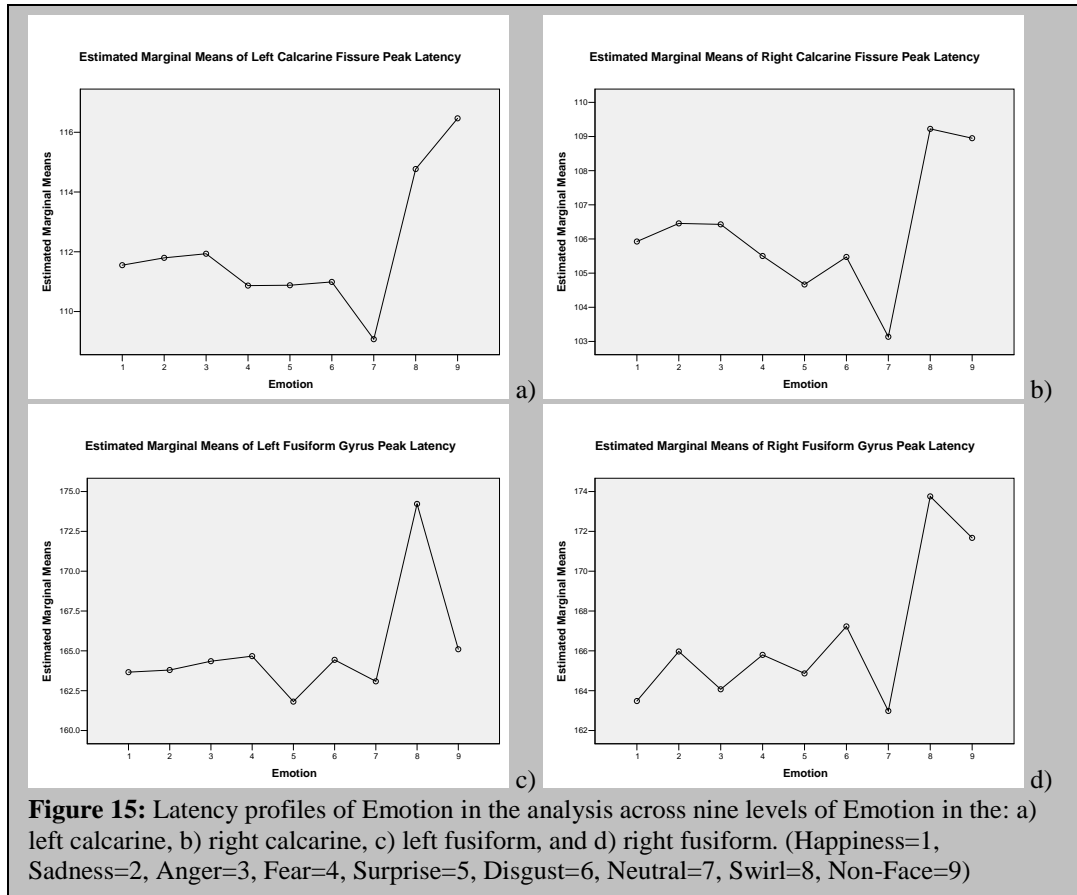 Estimated Marginal Means of Left Calcarine Fissure Peak Latency
Estimated Marginal Means
116
114
112
110
1 2 3 4 5 6 7 8 9
Emotion
a)
Estimated Marginal Means of Right Calcarine Fissure Peak Latency
Estimated Marginal Means
110
109
108
107
106
105
104
103
1 2 3 4 5 6 7 8 9
Emotion
b)
Estimated Marginal Means of Left Fusiform Gyrus Peak Latency
Estimated Marginal Means
175.0
172.5
170.0
167.5
165.0
162.5
160.0
1 2 3 4 5 6 7 8 9
Emotion
c)
Estimated Marginal Means of Right Fusiform Gyrus Peak Latency
Estimated Marginal Means
174
172
170
168
166
164
162
1 2 3 4 5 6 7 8 9
Emotion
d)
Figure 15: Latency profiles of Emotion in the analysis across nine levels of Emotion in the: a)
left calcarine, b) right calcarine, c) left fusiform, and d) right fusiform. (Happiness=1,
Sadness=2, Anger=3, Fear=4, Surprise=5, Disgust=6, Neutral=7, Swirl=8, Non-Face=9)